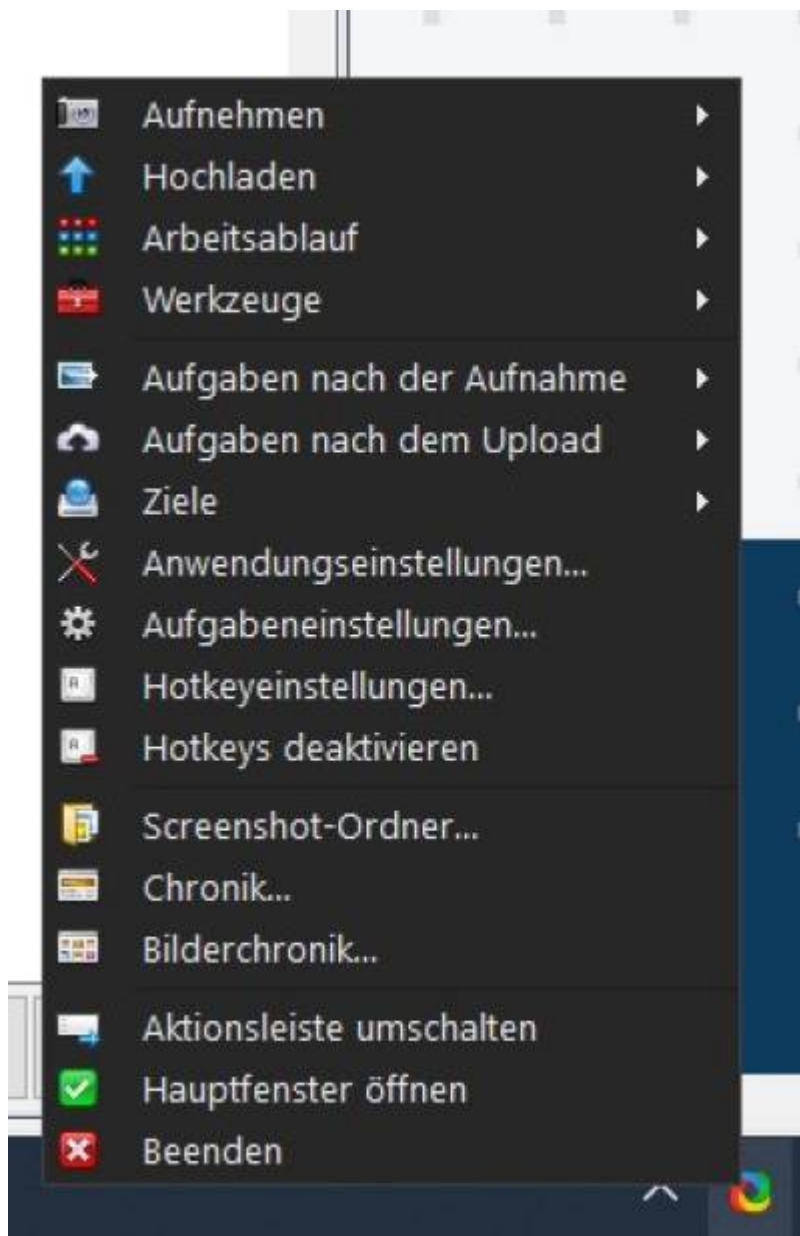 Aufnehmen
Hochladen
Arbeitsablauf
Werkzeuge
Aufgaben nach der Aufnahme
Aufgaben nach dem Upload
Ziele
Anwendungseinstellungen...
Aufgabeneinstellungen...
Hotkeyeinstellungen...
Hotkeys deaktivieren
Screenshot-Ordner...
Chronik...
Bilderchronik...
Aktionsleiste umschalten
Hauptfenster öffnen
Beenden